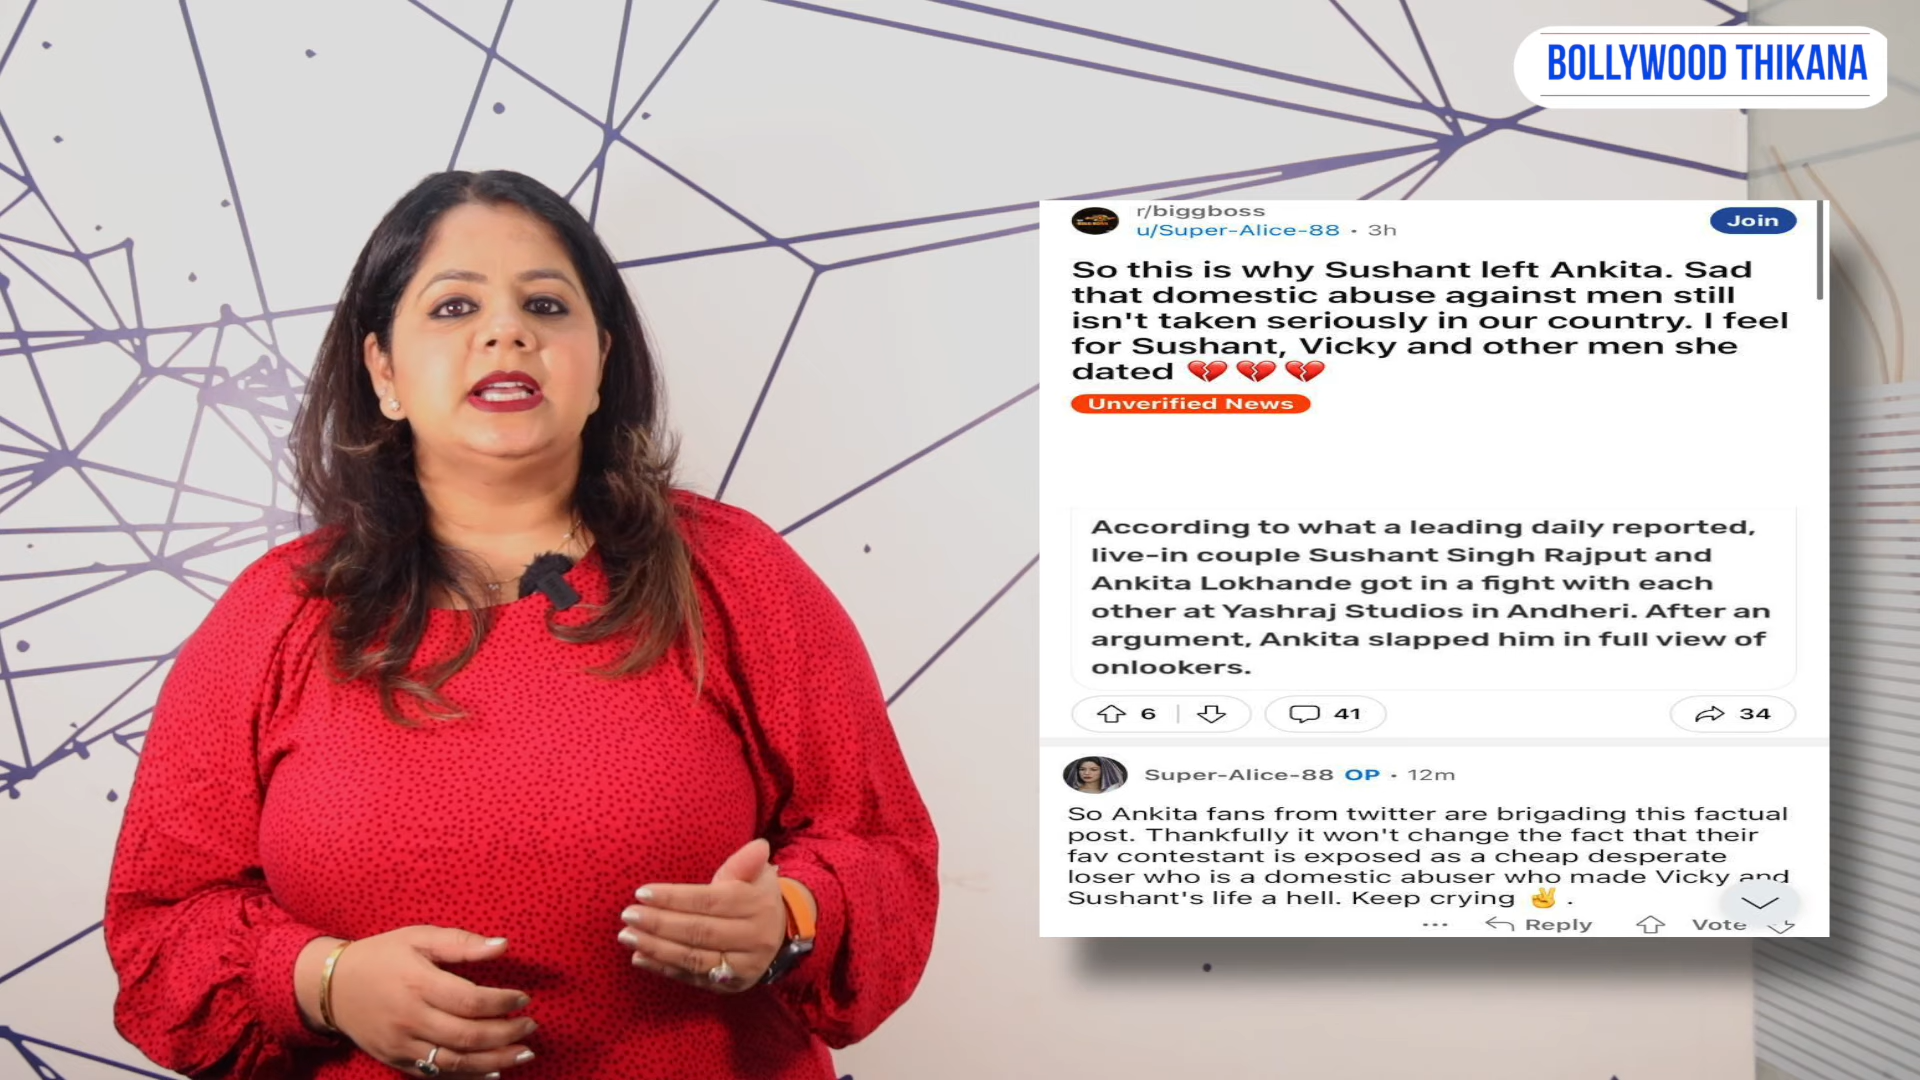 BOLLYWOOD THIKANA
r/biggboss
u/Super-Alice-88 • 3h
Join
So this is why Sushant left Ankita. Sad
that domestic abuse against men still
isn't taken seriously in our country. I feel
for Sushant, Vicky and other men she
dated 💔💔💔
Unverified News
According to what a leading daily reported,
live-in couple Sushant Singh Rajput and
Ankita Lokhande got in a fight with each
other at Yashraj Studios in Andheri. After an
argument, Ankita slapped him in full view of
onlookers.
6
41
34
Super-Alice-88 OP • 12m
So Ankita fans from twitter are brigading this factual
post. Thankfully it won't change the fact that their
fav contestant is exposed as a cheap desperate
loser who is a domestic abuser who made Vicky and
Sushant's life a hell. Keep crying ✌️ .
... Reply Vote